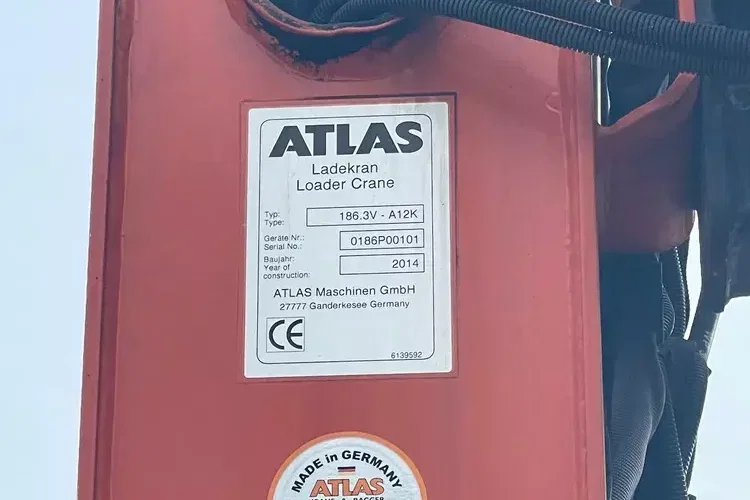 ATLAS
Ladekran
Loader Crane
Typ:
Type:
186.3V - A12K
Geräte Nr.:
Serial No.:
0186P00101
Baujahr:
Year of
construction:
2014
ATLAS Maschinen GmbH
27777 Ganderkesee Germany
CE
6139592
MADE in GERMANY
ATLAS